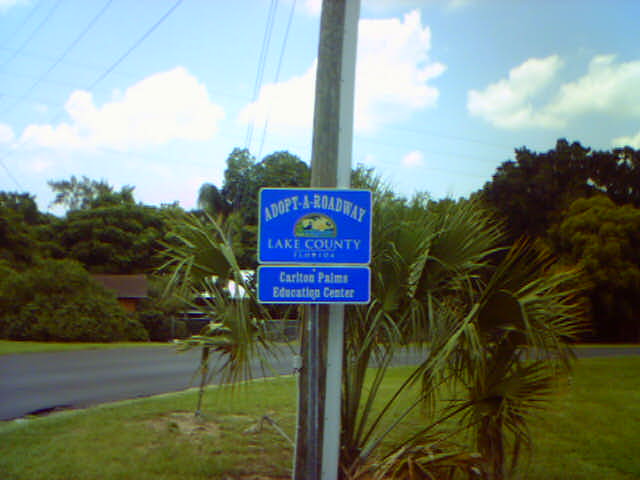 ADOPT-A-ROADWAY
LAKE COUNTY
FLORIDA
Carlton Palms
Education Center